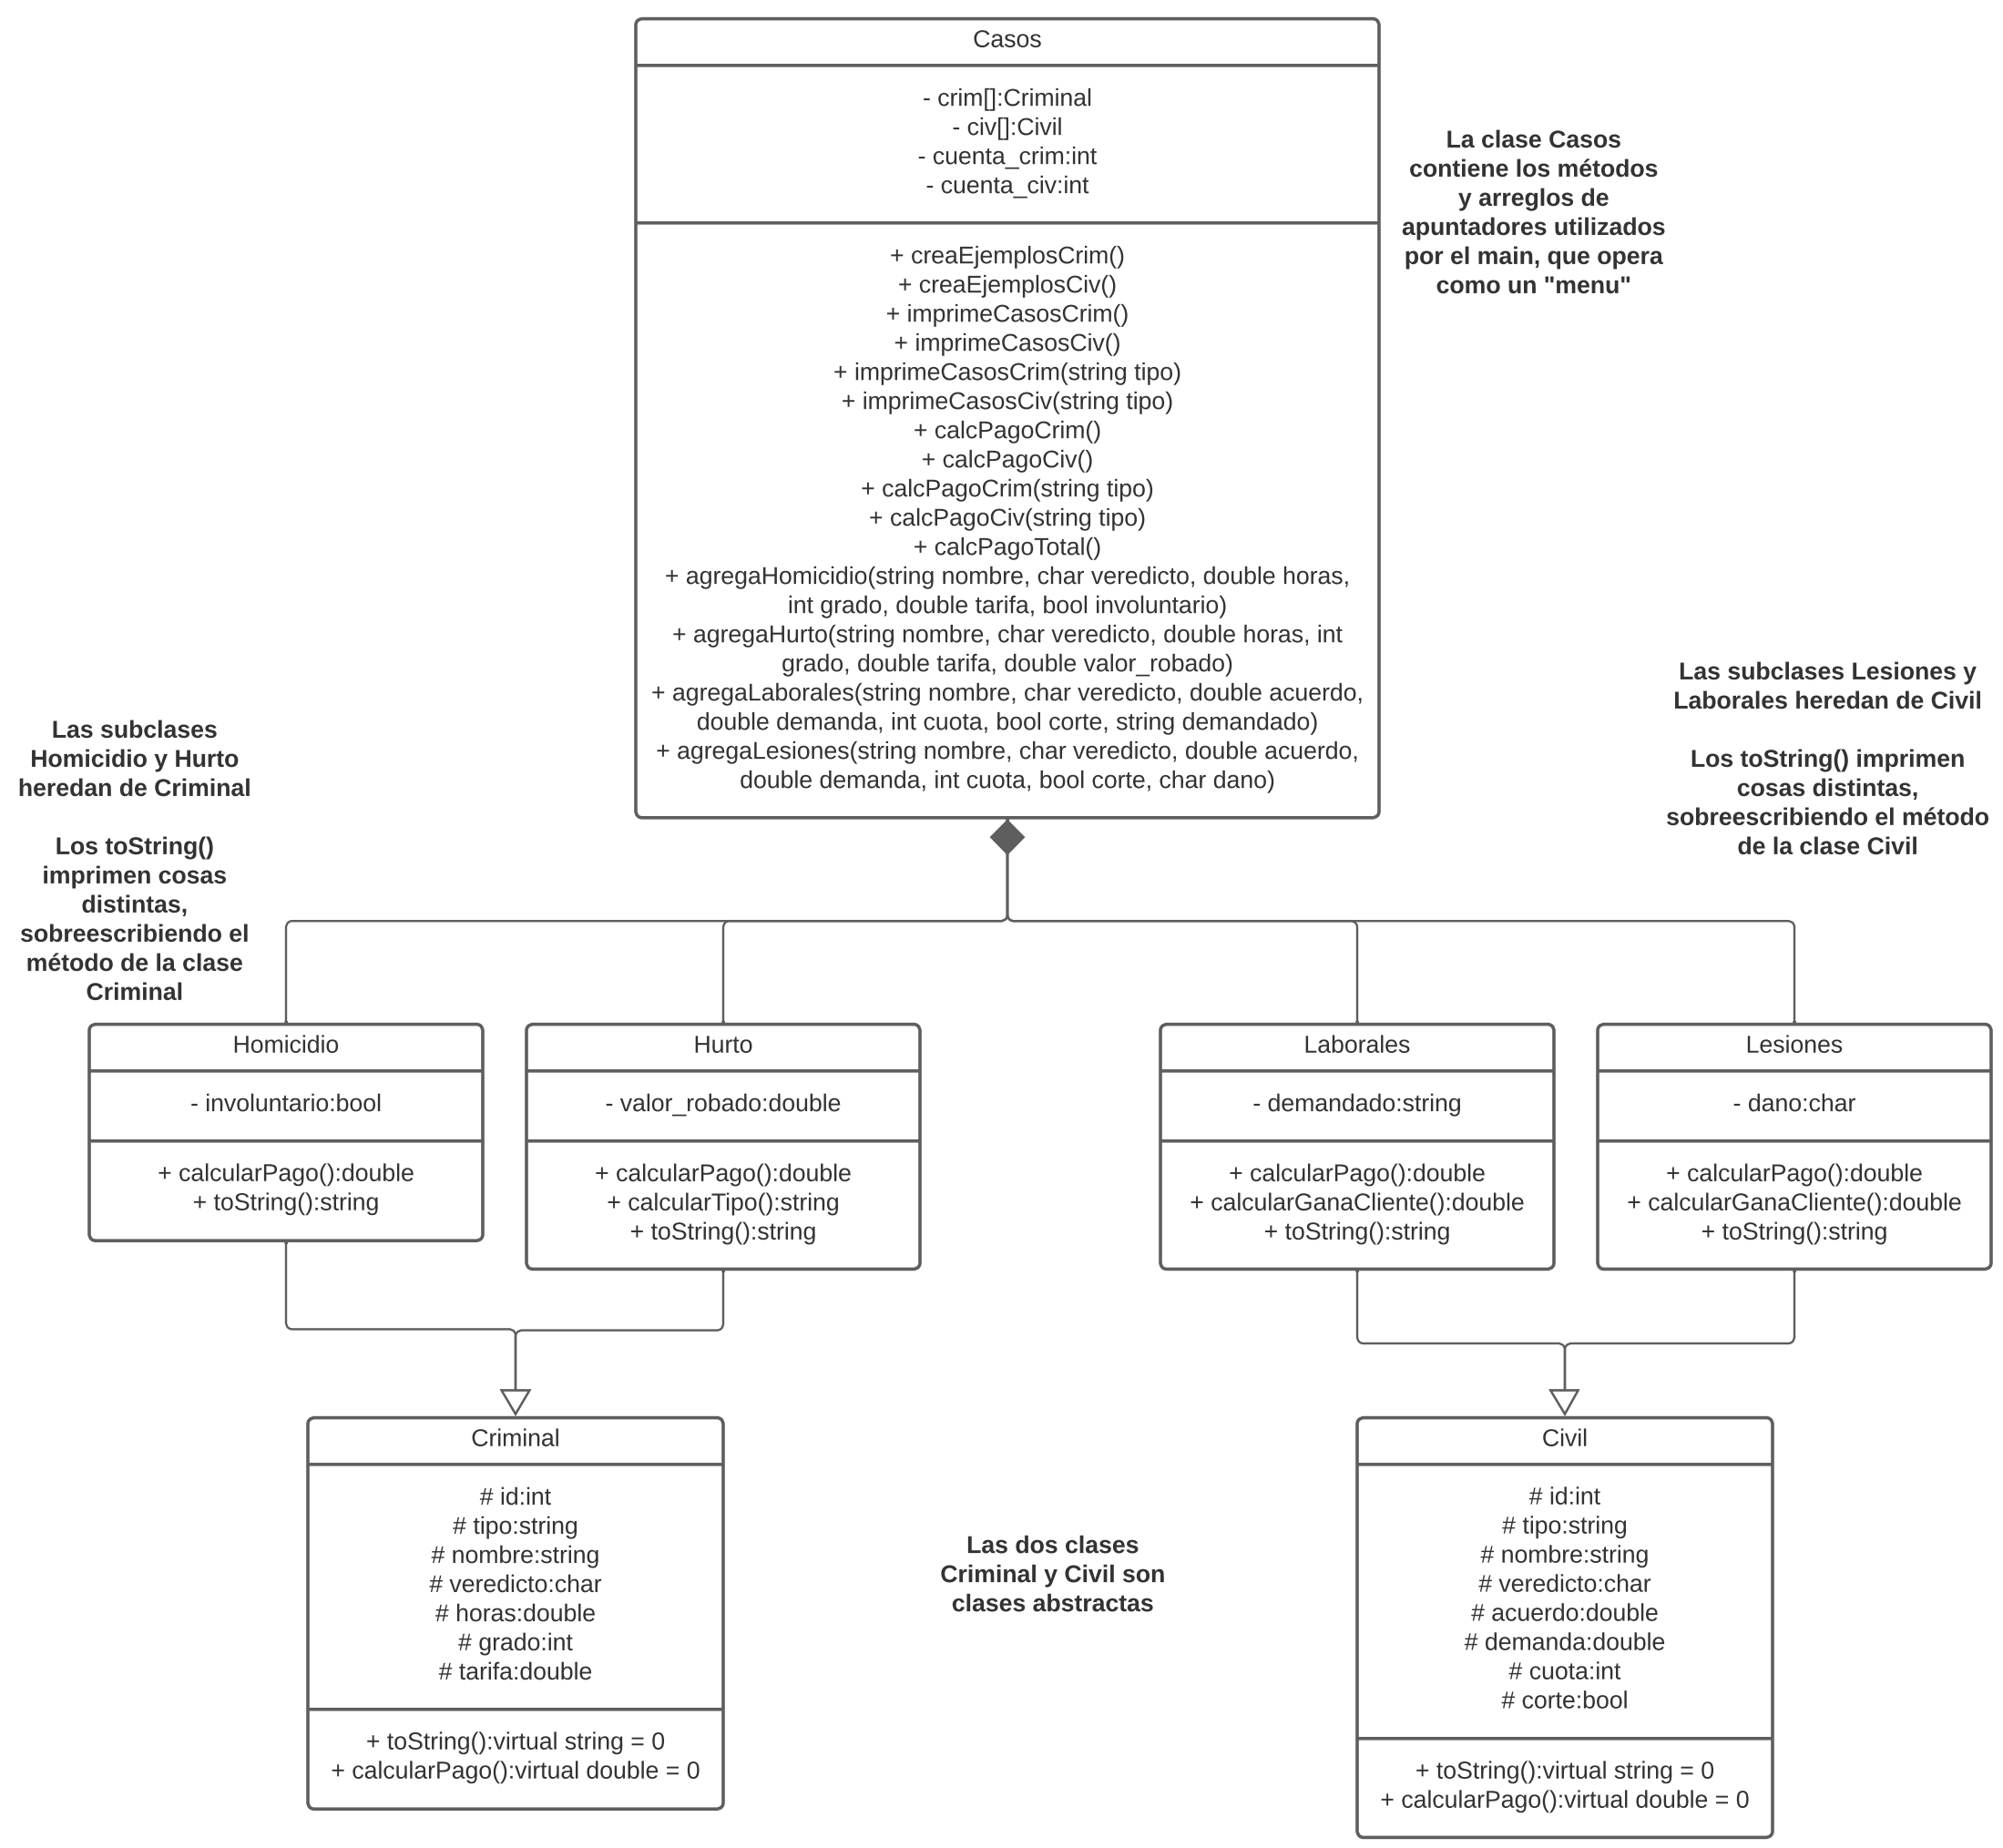 Casos
- crim[]:Criminal
- civ[]:Civil
- cuenta_crim:int
- cuenta_civ:int
+ creaEjemplosCrim()
+ creaEjemplosCiv()
+ imprimeCasosCrim()
+ imprimeCasosCiv()
+ imprimeCasosCrim(string tipo)
+ imprimeCasosCiv(string tipo)
+ calcPagoCrim()
+ calcPagoCiv()
+ calcPagoCrim(string tipo)
+ calcPagoCiv(string tipo)
+ calcPagoTotal()
+ agregaHomicidio(string nombre, char veredicto, double horas,
int grado, double tarifa, bool involuntario)
+ agregaHurto(string nombre, char veredicto, double horas, int
grado, double tarifa, double valor_robado)
+ agregaLaborales(string nombre, char veredicto, double acuerdo,
double demanda, int cuota, bool corte, string demandado)
+ agregaLesiones(string nombre, char veredicto, double acuerdo,
double demanda, int cuota, bool corte, char dano)
La clase Casos
contiene los métodos
y arreglos de
apuntadores utilizados
por el main, que opera
como un "menu"
Las subclases
Homicidio y Hurto
heredan de Criminal
Los toString()
imprimen cosas
distintas,
sobreescribiendo el
método de la clase
Criminal
Las subclases Lesiones y
Laborales heredan de Civil
Los toString() imprimen
cosas distintas,
sobreescribiendo el método
de la clase Civil
Homicidio
- involuntario:bool
+ calcularPago():double
+ toString():string
Hurto
- valor_robado:double
+ calcularPago():double
+ calcularTipo():string
+ toString():string
Laborales
- demandado:string
+ calcularPago():double
+ calcularGanaCliente():double
+ toString():string
Lesiones
- dano:char
+ calcularPago():double
+ calcularGanaCliente():double
+ toString():string
Criminal
# id:int
# tipo:string
# nombre:string
# veredicto:char
# horas:double
# grado:int
# tarifa:double
+ toString():virtual string = 0
+ calcularPago():virtual double = 0
Las dos clases
Criminal y Civil son
clases abstractas
Civil
# id:int
# tipo:string
# nombre:string
# veredicto:char
# acuerdo:double
# demanda:double
# cuota:int
# corte:bool
+ toString():virtual string = 0
+ calcularPago():virtual double = 0